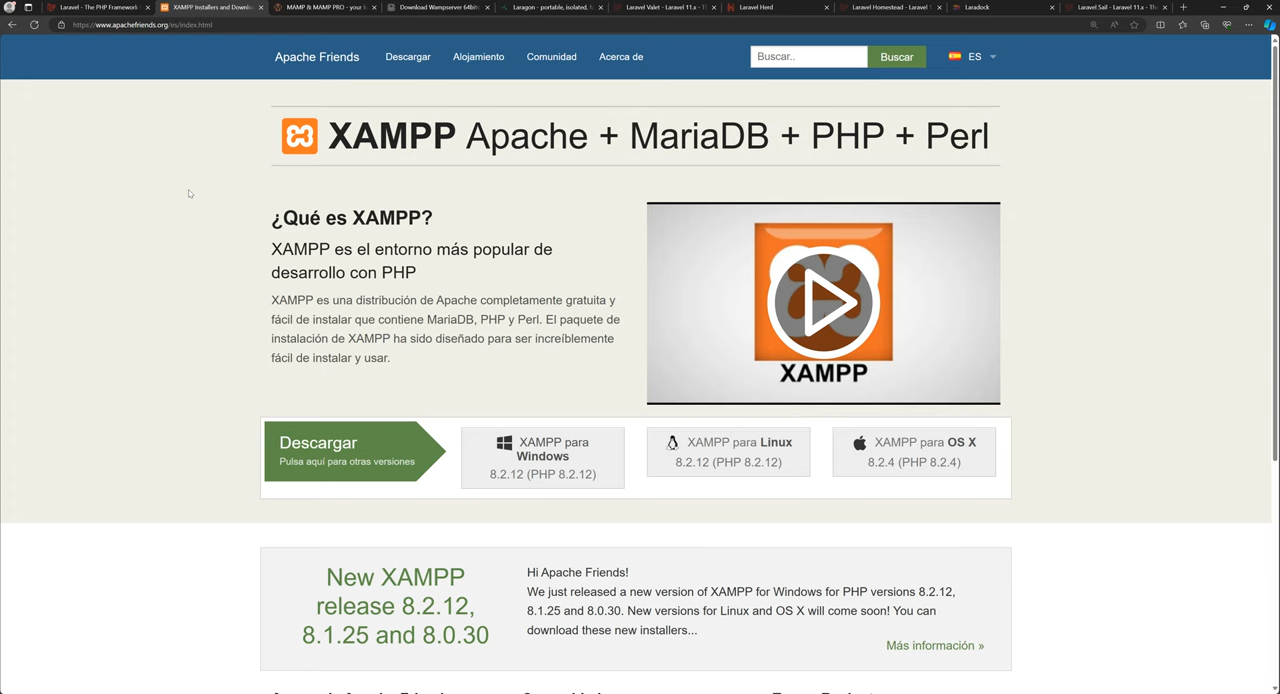 Laravel - The PHP Framework
XAMPP Installers and Downlo
MAMP & MAMP PRO - your l
Download Wampserver 64bits
Laragon - portable, isolated, f
Laravel Valet - Laravel 11.x - Th
Laravel Herd
Laravel Homestead - Laravel 1
Laradock
Laravel Sail - Laravel 11.x - The
https://www.apachefriends.org/es/index.html
Apache Friends
Descargar
Alojamiento
Comunidad
Acerca de
Buscar..
Buscar
ES
XAMPP Apache + MariaDB + PHP + Perl
¿Qué es XAMPP?
XAMPP es el entorno más popular de
desarrollo con PHP
XAMPP es una distribución de Apache completamente gratuita y
fácil de instalar que contiene MariaDB, PHP y Perl. El paquete de
instalación de XAMPP ha sido diseñado para ser increíblemente
fácil de instalar y usar.
XAMPP
Descargar
Pulsa aquí para otras versiones
XAMPP para
Windows
8.2.12 (PHP 8.2.12)
XAMPP para Linux
8.2.12 (PHP 8.2.12)
XAMPP para OS X
8.2.4 (PHP 8.2.4)
New XAMPP
release 8.2.12,
8.1.25 and 8.0.30
Hi Apache Friends!
We just released a new version of XAMPP for Windows for PHP versions 8.2.12,
8.1.25 and 8.0.30. New versions for Linux and OS X will come soon! You can
download these new installers...
Más información »